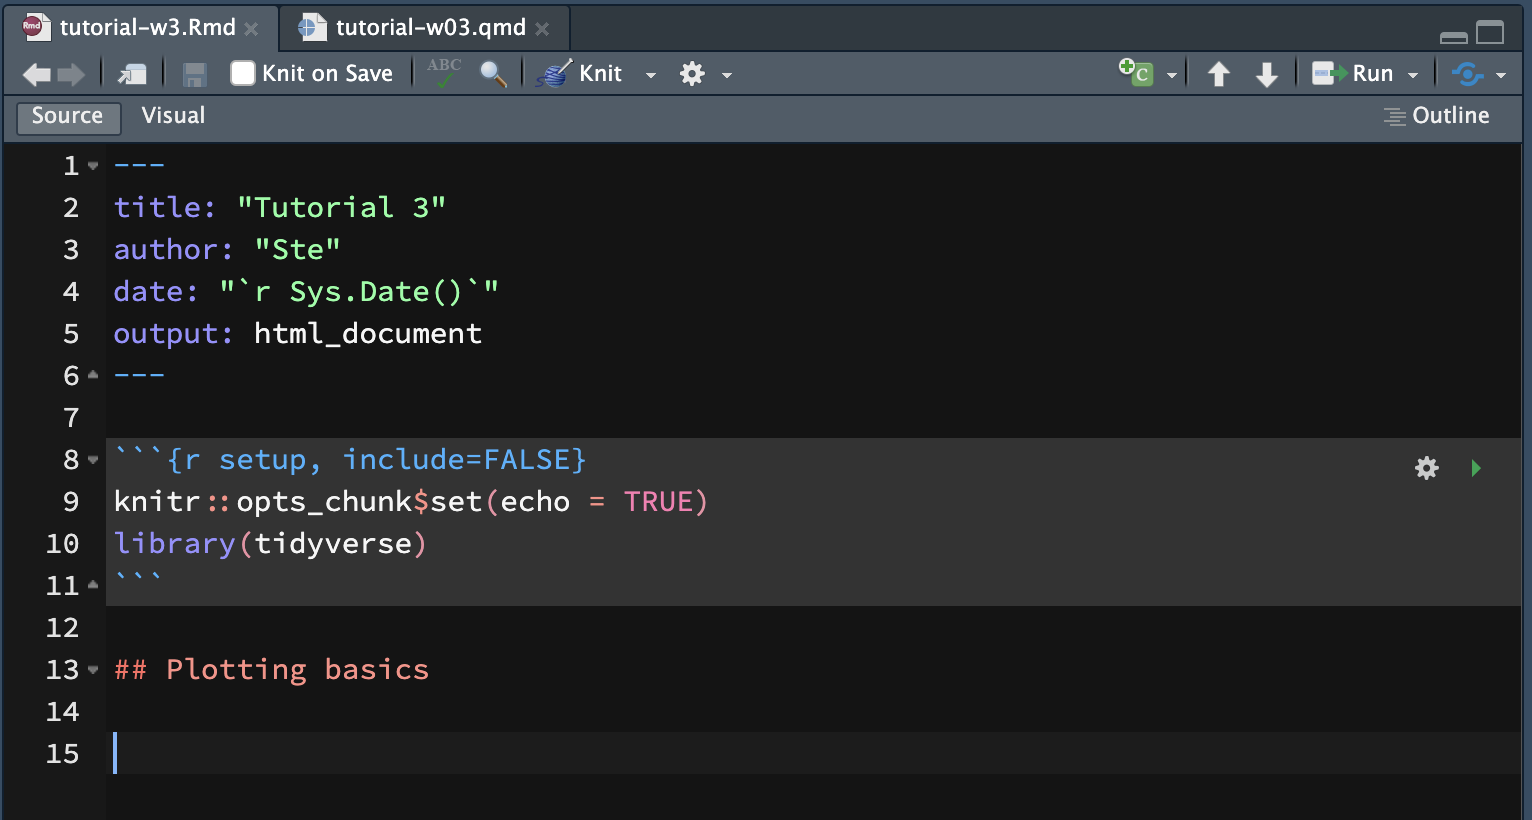 tutorial-w3.Rmd tutorial-w03.qmd
Knit on Save ABC Knit Run
Source Visual Outline
1 ---
2 title: "Tutorial 3"
3 author: "Ste"
4 date: "`r Sys.Date()`"
5 output: html_document
6 ---
7
8 ```{r setup, include=FALSE}
9 knitr::opts_chunk$set(echo = TRUE)
10 library(tidyverse)
11 ```
12
13 ## Plotting basics
14
15